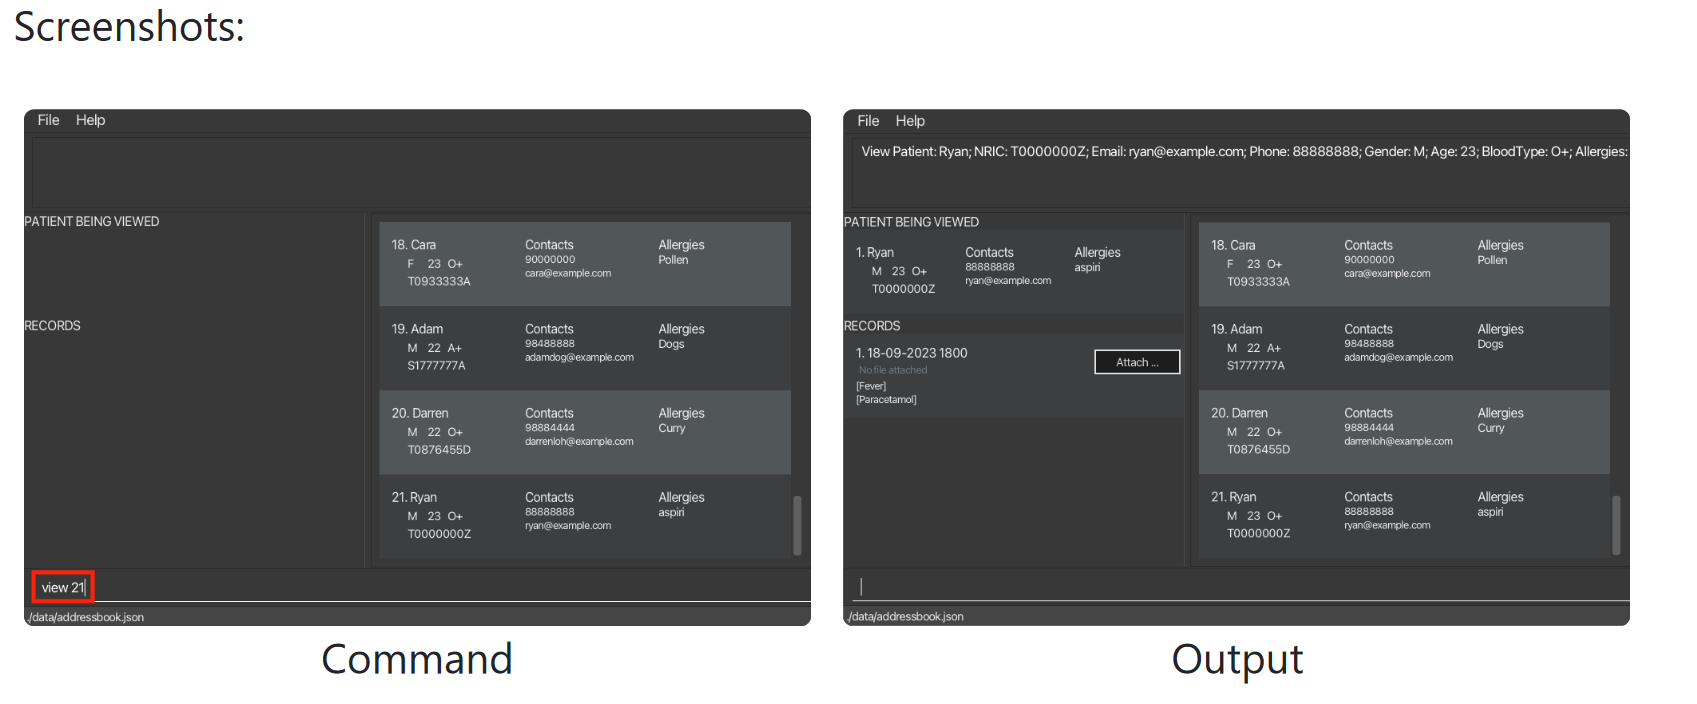 Screenshots:
File Help
PATIENT BEING VIEWED
RECORDS
18. Cara Contacts Allergies
F 23 O+ 90000000 Pollen
T0933333A cara@example.com
19. Adam Contacts Allergies
M 22 A+ 98488888 Dogs
S1777777A adamdog@example.com
20. Darren Contacts Allergies
M 22 O+ 98884444 Curry
T0876455D darrenloh@example.com
21. Ryan Contacts Allergies
M 23 O+ 88888888 aspiri
T0000000Z ryan@example.com
view 21
./data/addressbook.json
Command
File Help
View Patient: Ryan; NRIC: T0000000Z; Email: ryan@example.com; Phone: 88888888; Gender: M; Age: 23; BloodType: O+; Allergies:
PATIENT BEING VIEWED
1. Ryan Contacts Allergies
M 23 O+ 88888888 aspiri
T0000000Z ryan@example.com
RECORDS
1. 18-09-2023 1800
No file attached
Attach ...
[Fever]
[Paracetamol]
18. Cara Contacts Allergies
F 23 O+ 90000000 Pollen
T0933333A cara@example.com
19. Adam Contacts Allergies
M 22 A+ 98488888 Dogs
S1777777A adamdog@example.com
20. Darren Contacts Allergies
M 22 O+ 98884444 Curry
T0876455D darrenloh@example.com
21. Ryan Contacts Allergies
M 23 O+ 88888888 aspiri
T0000000Z ryan@example.com
./data/addressbook.json
Output